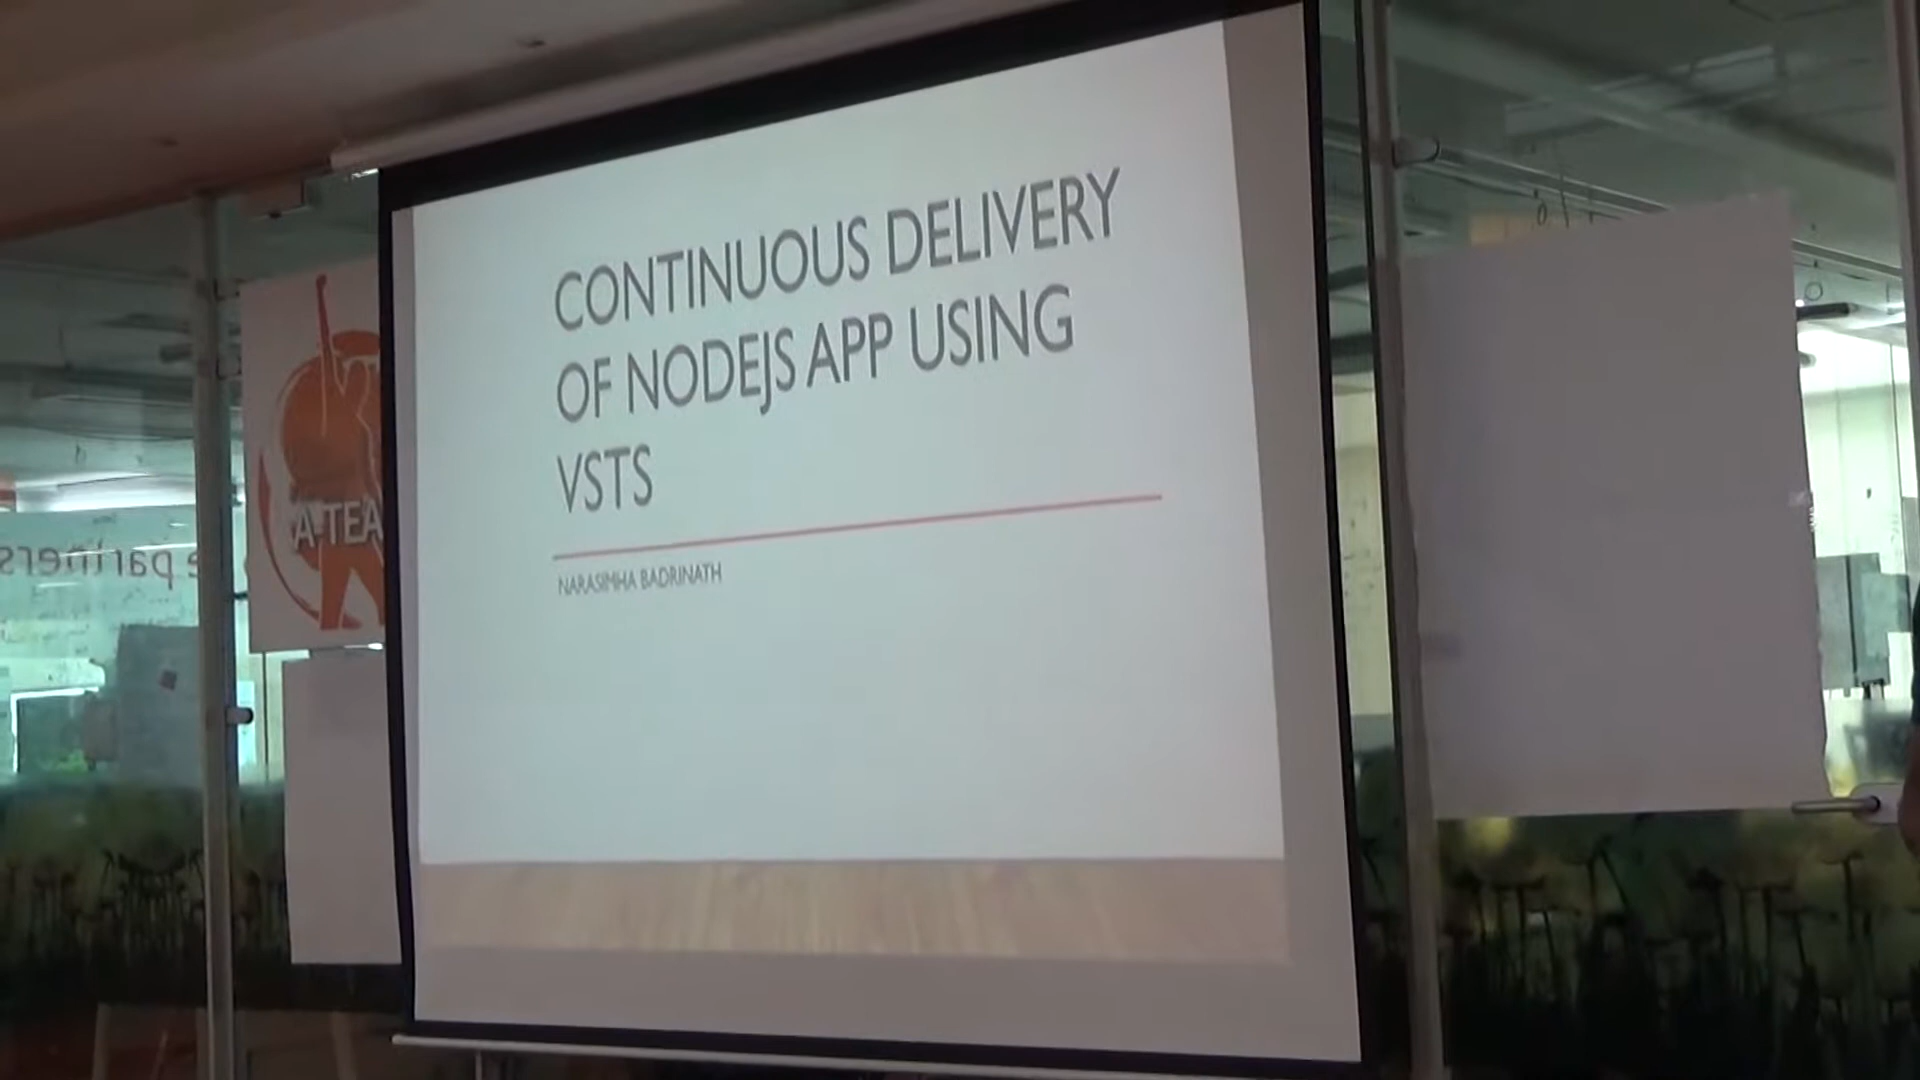 CONTINUOUS DELIVERY
OF NODEJS APP USING
VSTS
NARASIMHA BADRINATH
A-TEA
partners